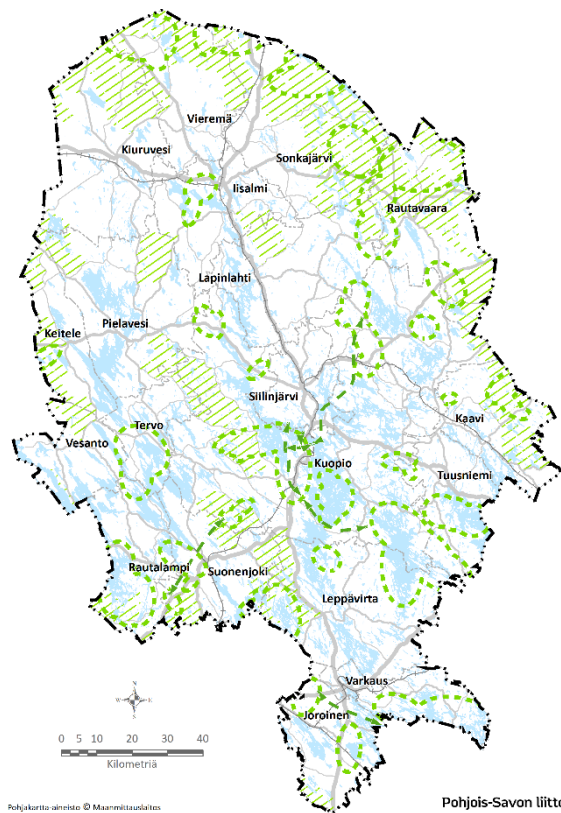 Vieremä
Kiuruvesi
Sonkajärvi
Iisalmi
Rautavaara
Lapinlahti
Keitele
Pielavesi
Siilinjärvi
Kaavi
Vesanto
Tervo
Kuopio
Tuusniemi
Rautalampi
Suonenjoki
Leppävirta
Varkaus
Joroinen
N
W E
S
0 5 10 20 30 40
Kilometriä
Pohjakartta-aineisto © Maanmittauslaitos
Pohjois-Savon liitto